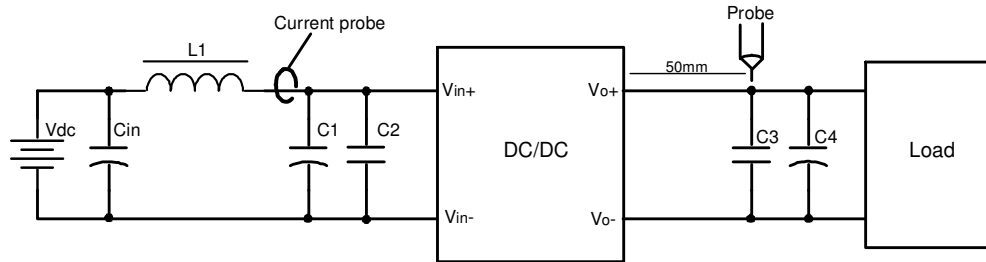 Current probe
Probe
L1
50mm
Vin+
Vo+
Vdc
Cin
C1
C2
DC/DC
C3
C4
Load
Vin-
Vo-